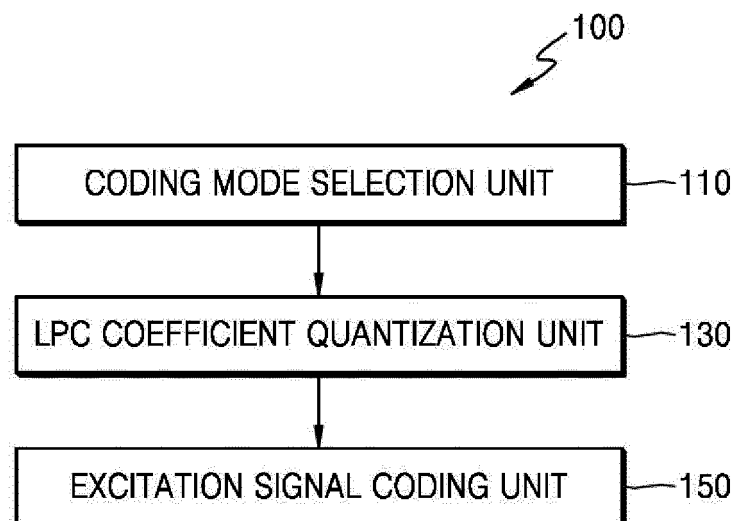 100
CODING MODE SELECTION UNIT 110
LPC COEFFICIENT QUANTIZATION UNIT 130
EXCITATION SIGNAL CODING UNIT 150